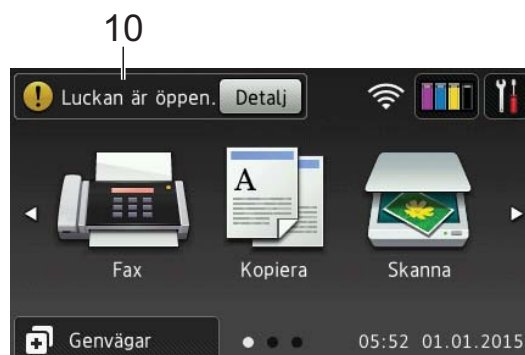 10
Luckan är öppen. Detalj
A
Fax Kopiera Skanna
Genvägar 05:52 01.01.2015